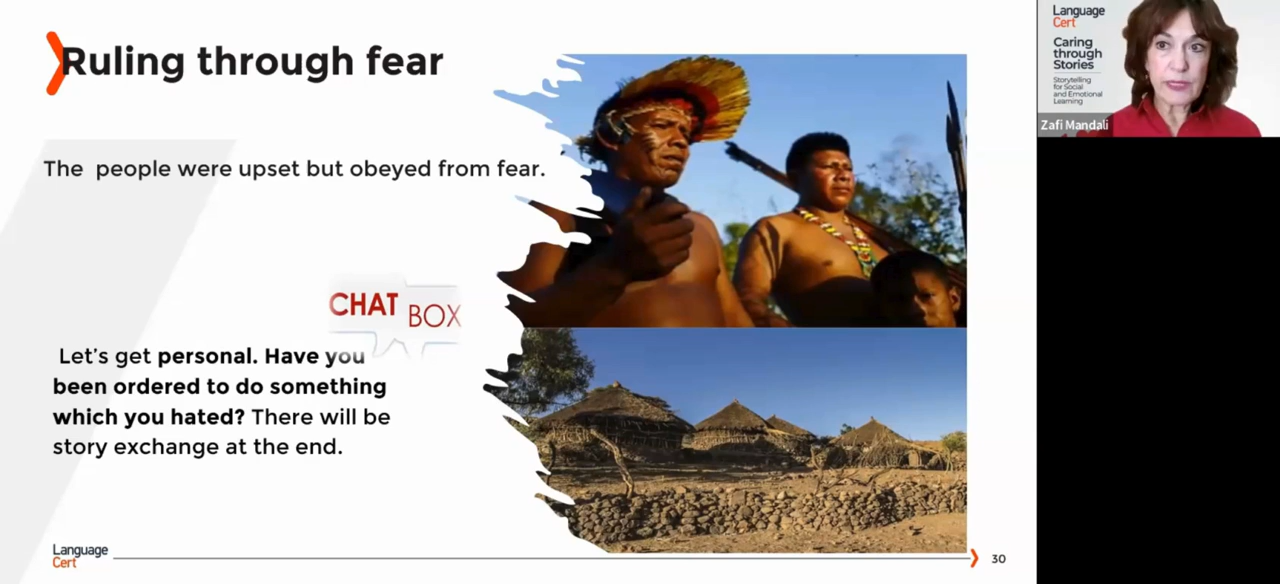 Ruling through fear
The people were upset but obeyed from fear.
CHAT BOX
Let's get personal. Have you
been ordered to do something
which you hated? There will be
story exchange at the end.
Language
Cert
30
Language
Cert
Caring
through
Stories
Storytelling
for Social
and Emotional
Learning
Zafi Mandali